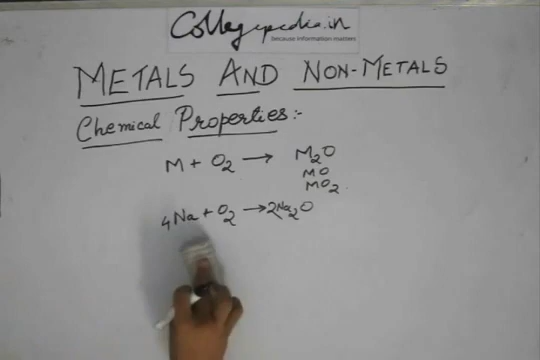 Collegepedia.in
because information matters
METALS AND NON-METALS
Chemical Properties:-
M + O₂ → M₂O
MO
MO₂
4Na + O₂ → 2Na₂O